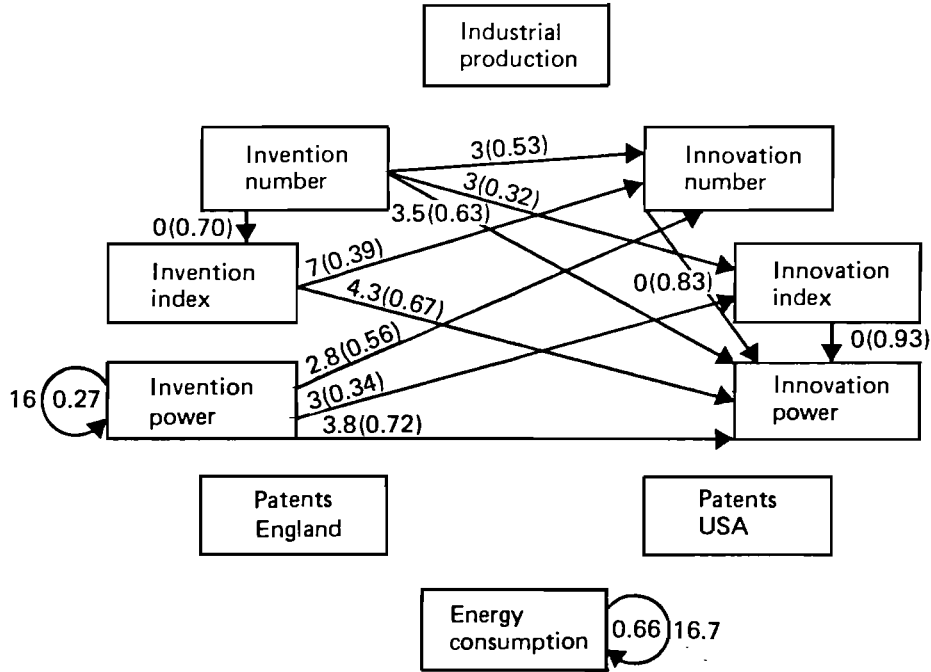 Industrial
production
Invention
number
3(0.53)
Innovation
number
3(0.32)
3.5(0.63)
0(0.70)
Invention
index
7(0.39)
4.3(0.67)
0(0.83)
Innovation
index
0(0.93)
2.8(0.56)
16
0.27
Invention
power
3(0.34)
3.8(0.72)
Innovation
power
Patents
England
Patents
USA
Energy
consumption
0.66
16.7